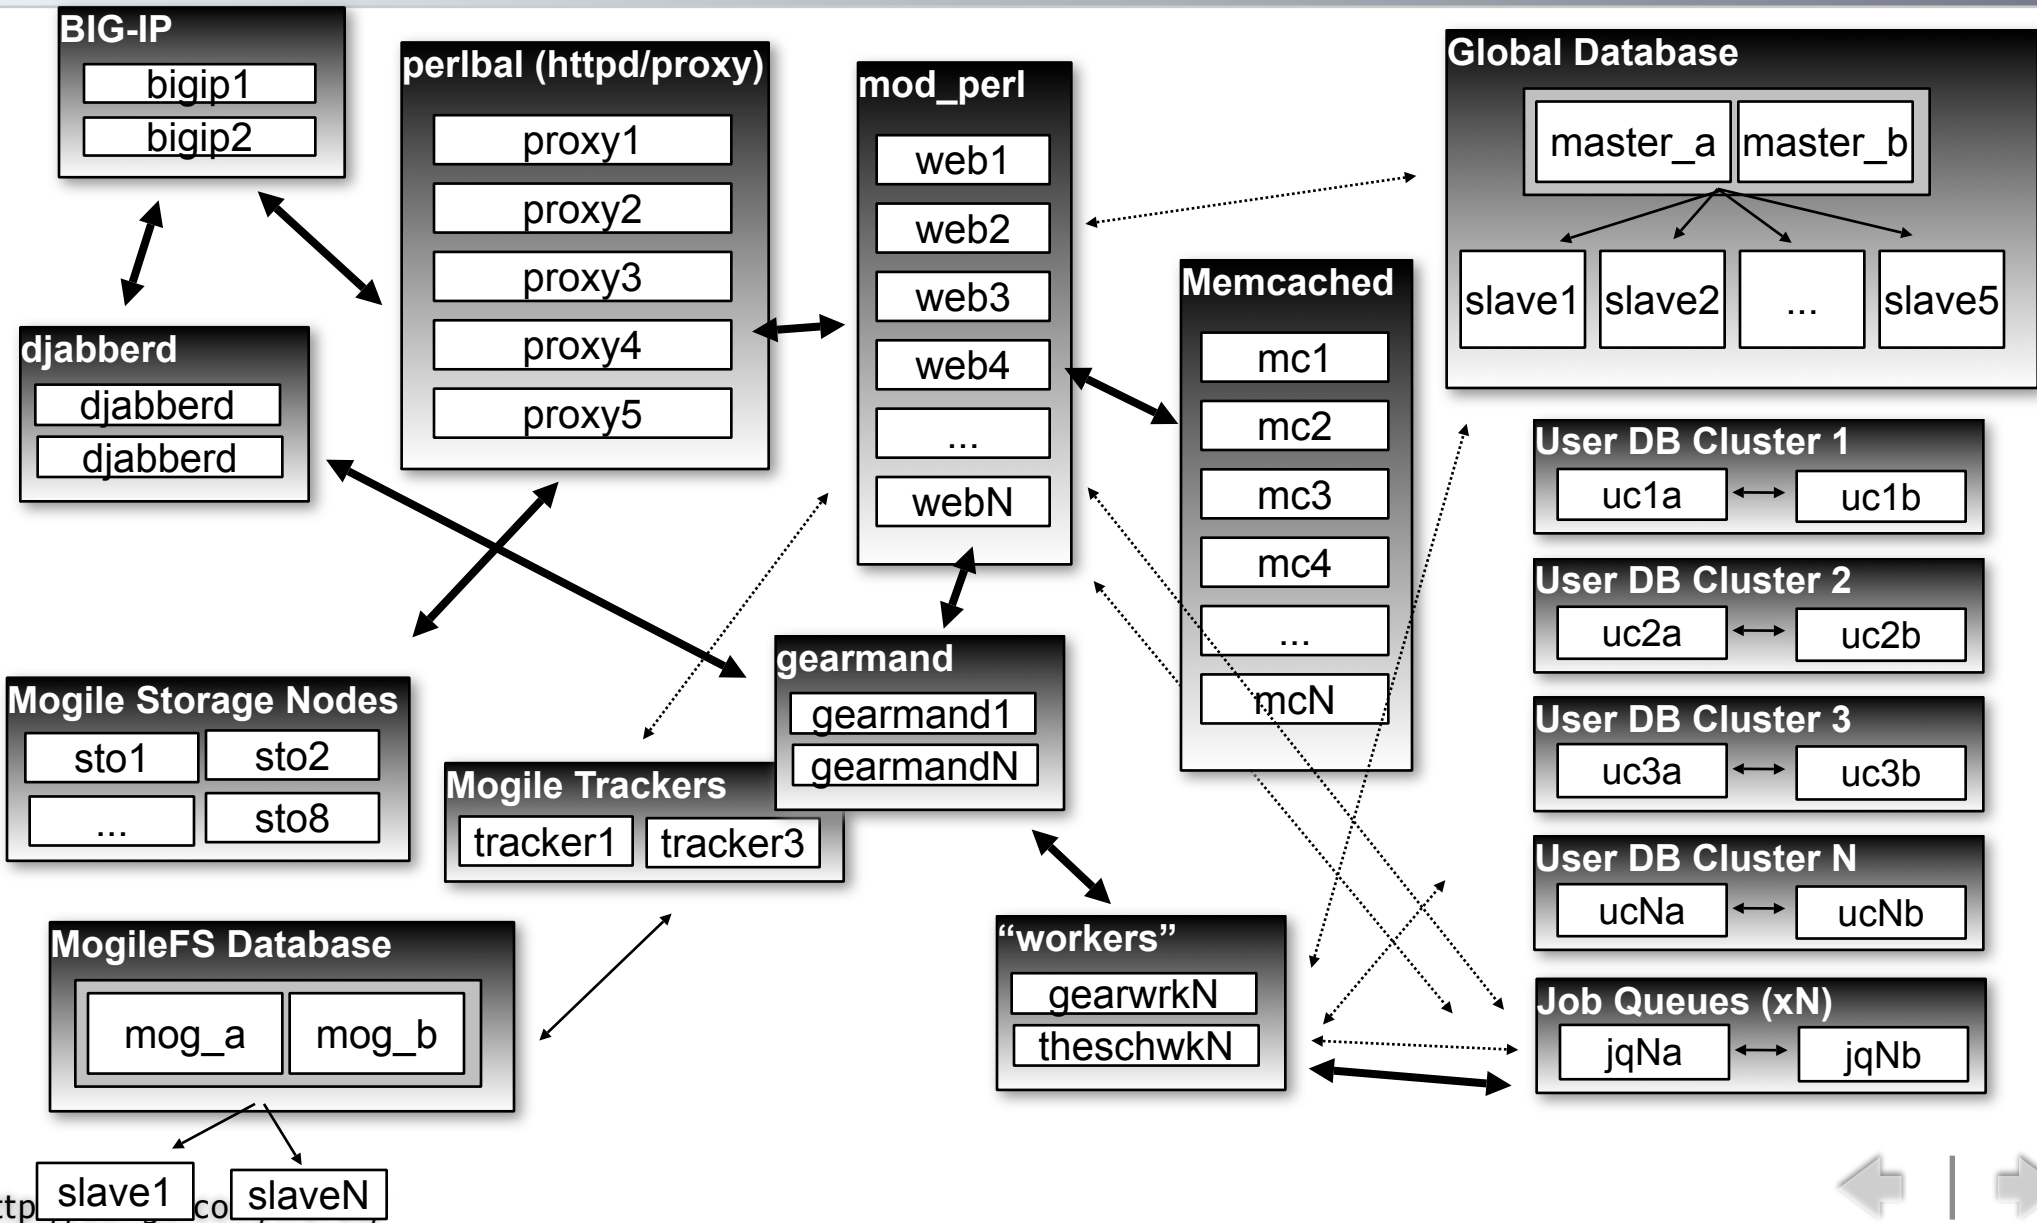 BIG-IP
bigip1
bigip2
perlbal (httpd/proxy)
proxy1
proxy2
proxy3
proxy4
proxy5
mod_perl
web1
web2
web3
web4
...
webN
Global Database
master_a master_b
slave1 slave2 ... slave5
Memcached
mc1
mc2
mc3
mc4
...
mcN
djabberd
djabberd
djabberd
User DB Cluster 1
uc1a uc1b
User DB Cluster 2
uc2a uc2b
User DB Cluster 3
uc3a uc3b
User DB Cluster N
ucNa ucNb
Job Queues (xN)
jqNa jqNb
gearmand
gearmand1
gearmandN
Mogile Storage Nodes
sto1 sto2
... sto8
Mogile Trackers
tracker1 tracker3
“workers”
gearwrkN
theschwkN
MogileFS Database
mog_a mog_b
slave1 slaveN